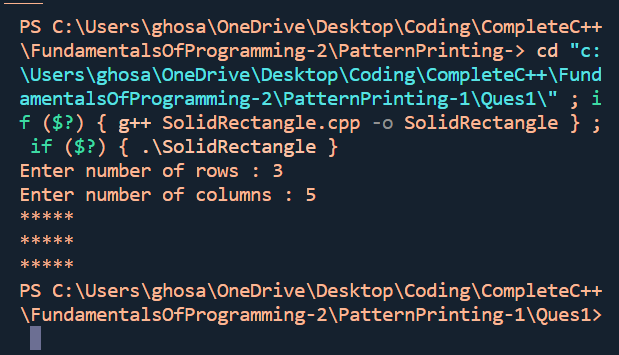 PS C:\Users\ghosa\OneDrive\Desktop\Coding\CompleteC++
\FundamentalsOfProgramming-2\PatternPrinting-> cd "c:
\Users\ghosa\OneDrive\Desktop\Coding\CompleteC++\Fund
amentalsOfProgramming-2\PatternPrinting-1\Ques1\" ; i
f ($?) { g++ SolidRectangle.cpp -o SolidRectangle } ;
 if ($?) { .\SolidRectangle }
Enter number of rows : 3
Enter number of columns : 5
*****
*****
*****
PS C:\Users\ghosa\OneDrive\Desktop\Coding\CompleteC++
\FundamentalsOfProgramming-2\PatternPrinting-1\Ques1>